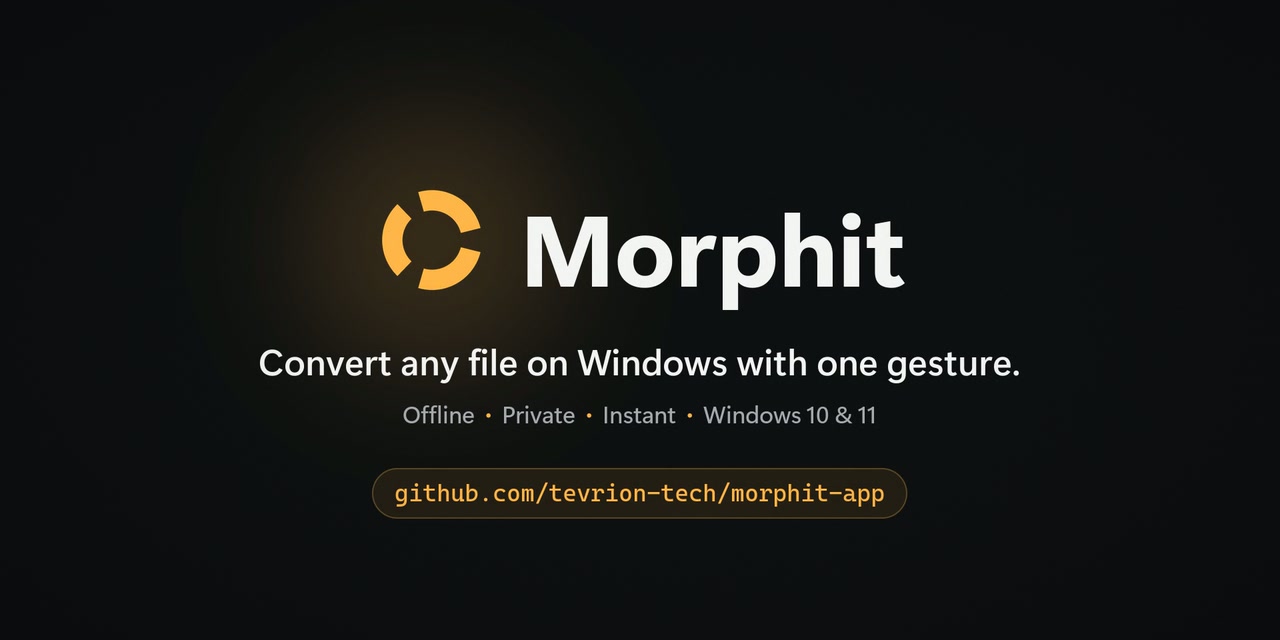 Morphit
Convert any file on Windows with one gesture.
Offline • Private • Instant • Windows 10 & 11
github.com/tevrion-tech/morphit-app